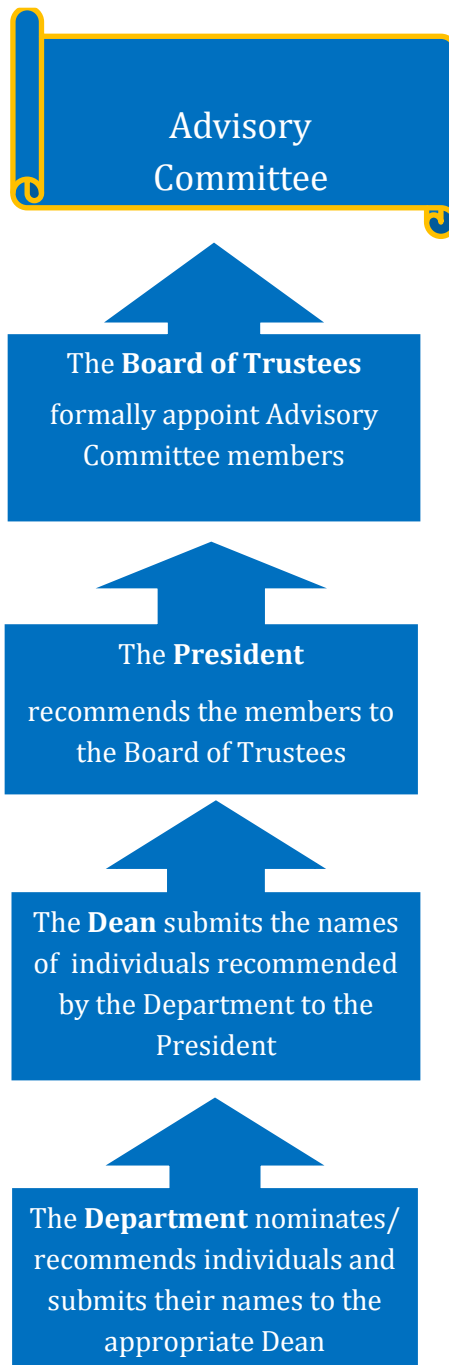 Advisory
Committee
The Board of Trustees
formally appoint Advisory
Committee members
The President
recommends the members to
the Board of Trustees
The Dean submits the names
of individuals recommended
by the Department to the
President
The Department nominates/
recommends individuals and
submits their names to the
appropriate Dean